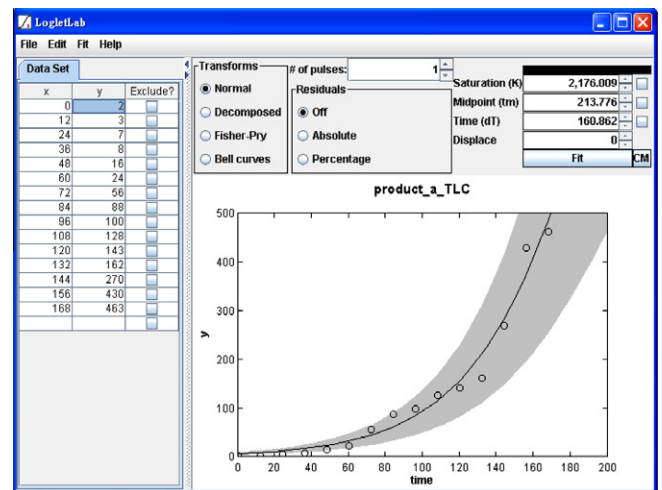 LogletLab
File Edit Fit Help
Data Set
x y Exclude?
0 2
12 3
24 7
36 8
48 16
60 24
72 56
84 88
96 100
108 128
120 143
132 162
144 270
156 430
168 463
Transforms
Normal
Decomposed
Fisher-Pry
Bell curves
# of pulses: 1
Residuals
Off
Absolute
Percentage
Saturation (K) 2,176.009
Midpoint (tm) 213.776
Time (dT) 160.862
Displace 0
Fit CM
product_a_TLC
500
400
300
200
100
0
y
0 20 40 60 80 100 120 140 160 180 200
time